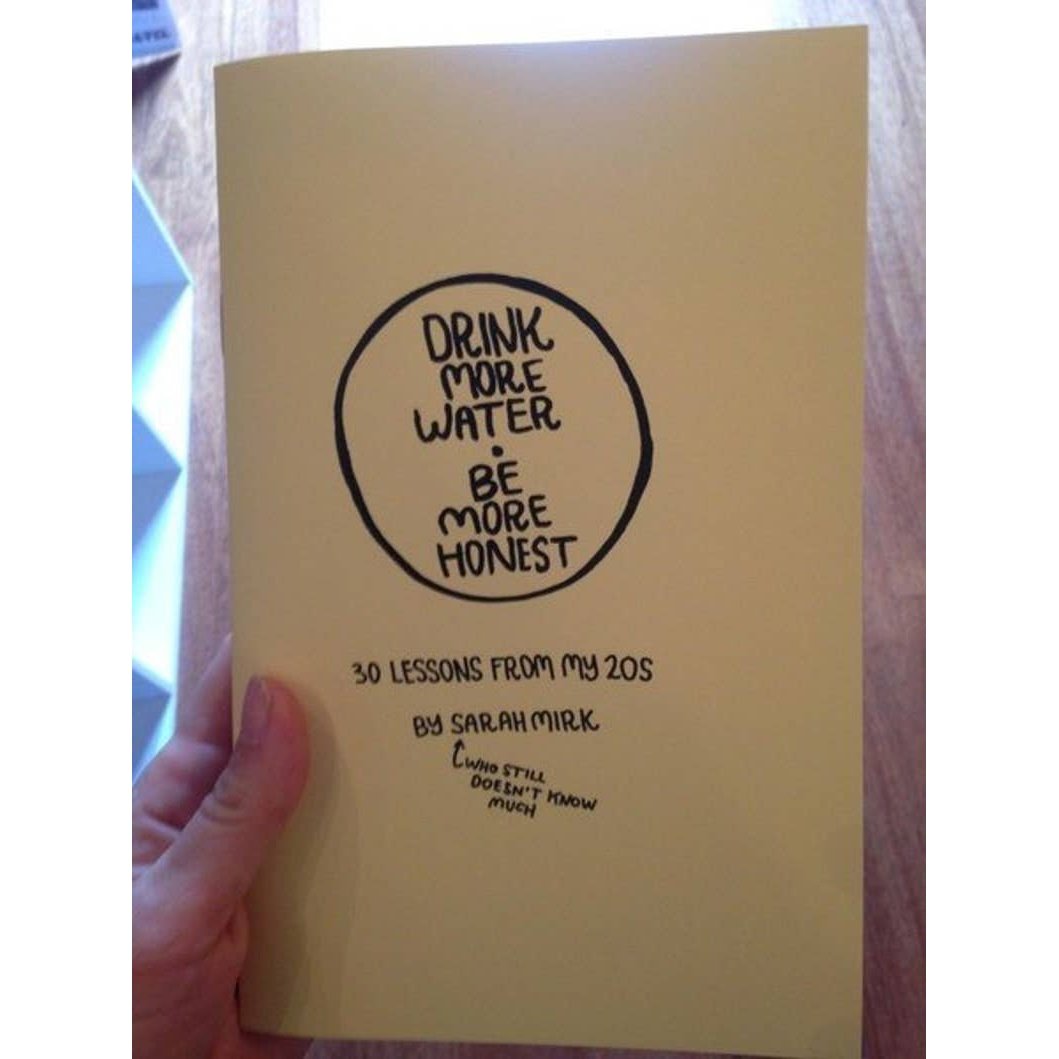 DRINK
MORE
WATER
•
BE
MORE
HONEST
30 LESSONS FROM MY 20S
BY SARAH MIRK
WHO STILL
DOESN'T KNOW
MUCH